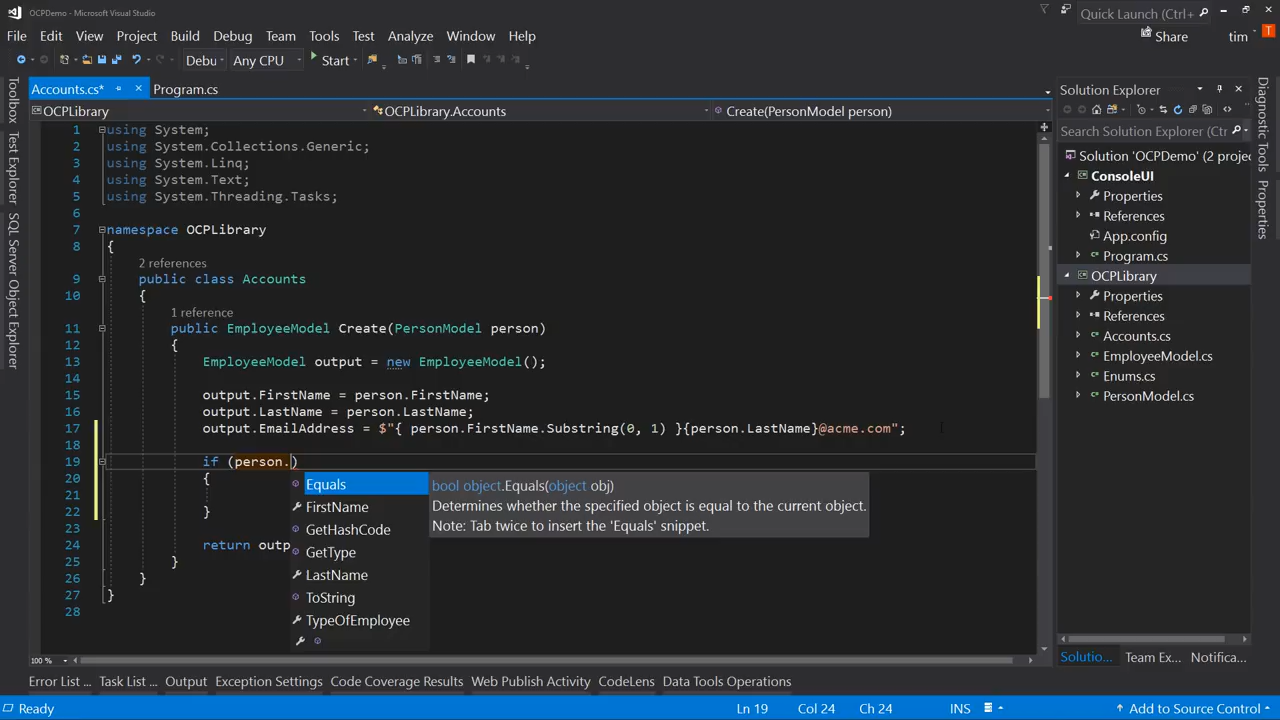 OCPDemo - Microsoft Visual Studio
Quick Launch (Ctrl+
File Edit View Project Build Debug Team Tools Test Analyze Window Help
Share
tim
T
Debu Any CPU Start
Accounts.cs* Program.cs
OCPLibrary OCPLibrary.Accounts Create(PersonModel person)
1 using System;
2 using System.Collections.Generic;
3 using System.Linq;
4 using System.Text;
5 using System.Threading.Tasks;
6
7 namespace OCPLibrary
8 {
2 references
9 public class Accounts
10 {
1 reference
11 public EmployeeModel Create(PersonModel person)
12 {
13 EmployeeModel output = new EmployeeModel();
14
15 output.FirstName = person.FirstName;
16 output.LastName = person.LastName;
17 output.EmailAddress = $"{ person.FirstName.Substring(0, 1) }{person.LastName}@acme.com";
18
19 if (person.)
20 {
21
22 }
23
24 return outp
25 }
26 }
27 }
28
Equals
FirstName
GetHashCode
GetType
LastName
ToString
TypeOfEmployee
bool object.Equals(object obj)
Determines whether the specified object is equal to the current object.
Note: Tab twice to insert the 'Equals' snippet.
100 %
Toolbox
Test Explorer
SQL Server Object Explorer
Solution Explorer
Search Solution Explorer (Ctrl
Solution 'OCPDemo' (2 projec
ConsoleUI
Properties
References
App.config
Program.cs
OCPLibrary
Properties
References
Accounts.cs
EmployeeModel.cs
Enums.cs
PersonModel.cs
Solutio... Team Ex... Notifica...
Diagnostic Tools
Properties
Error List ... Task List ... Output Exception Settings Code Coverage Results Web Publish Activity CodeLens Data Tools Operations
Ready Ln 19 Col 24 Ch 24 INS Add to Source Control